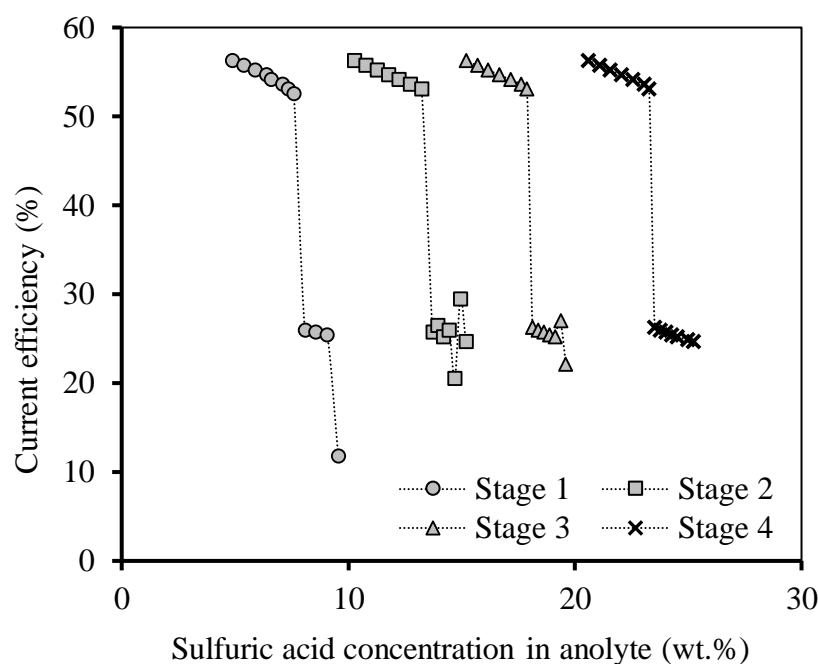 60
50
40
30
20
10
0
Current efficiency (%)
Stage 1 Stage 2
Stage 3 Stage 4
0 10 20 30
Sulfuric acid concentration in anolyte (wt.%)